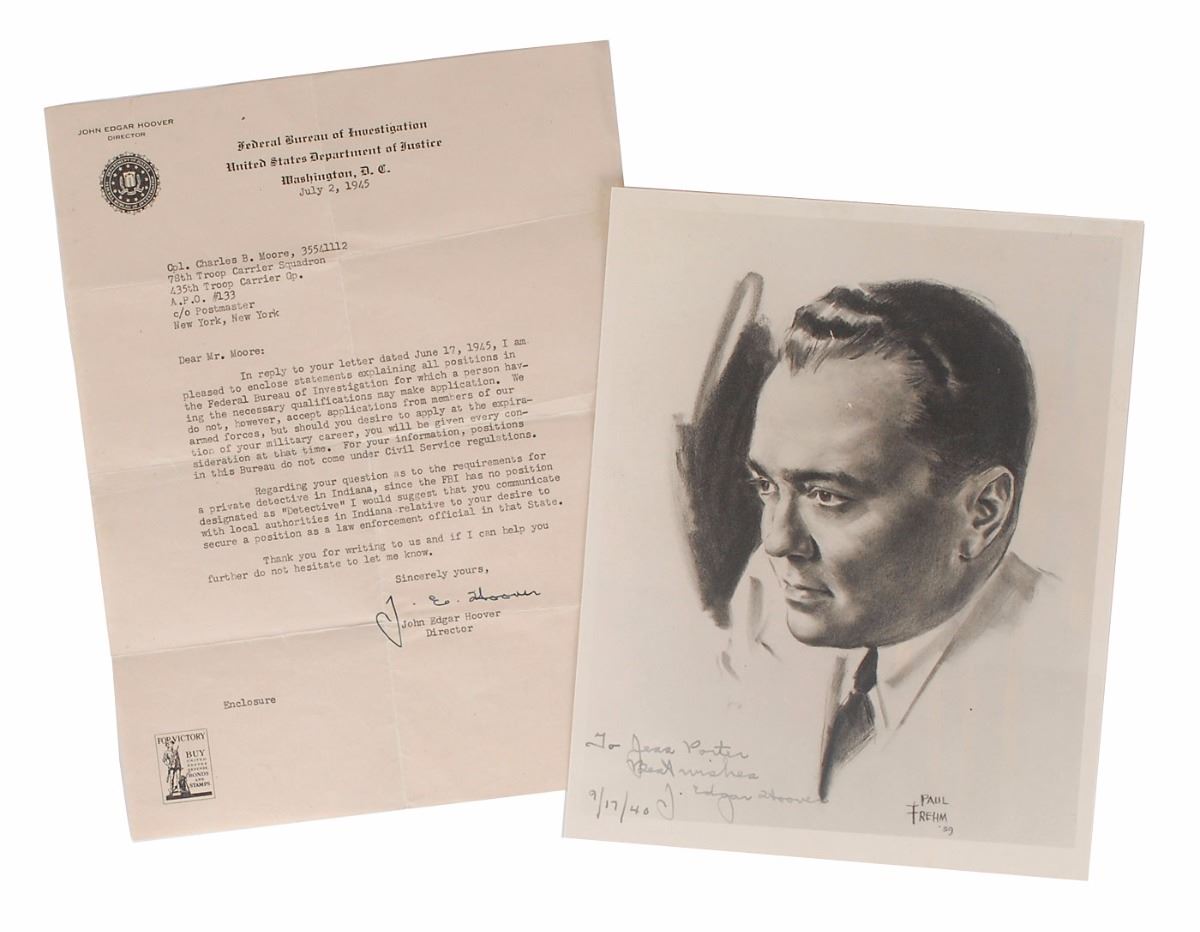 JOHN EDGAR HOOVER
DIRECTOR
Federal Bureau of Investigation
United States Department of Justice
Washington, D. C.
July 2, 1945
Cpl. Charles B. Moore, 35541112
78th Troop Carrier Squadron
435th Troop Carrier Gp.
A.P.O. #133
c/o Postmaster
New York, New York
Dear Mr. Moore:
In reply to your letter dated June 17, 1945, I am
pleased to enclose statements explaining all positions in
the Federal Bureau of Investigation for which a person hav-
ing the necessary qualifications may make application. We
do not, however, accept applications from members of our
armed forces, but should you desire to apply at the expira-
tion of your military career, you will be given every con-
sideration at that time. For your information, positions
in this Bureau do not come under Civil Service regulations.
Regarding your question as to the requirements for
a private detective in Indiana, since the FBI has no position
designated as "Detective" I would suggest that you communicate
with local authorities in Indiana relative to your desire to
secure a position as a law enforcement official in that State.
Thank you for writing to us and if I can help you
further do not hesitate to let me know.
Sincerely yours,
J. E. Hoover
John Edgar Hoover
Director
Enclosure
FOR VICTORY
BUY
UNITED
STATES
DEFENSE
BONDS
AND
STAMPS
To Jess Porter
Best wishes
J. Edgar Hoover
9/17/40
PAUL
FREHM
'39